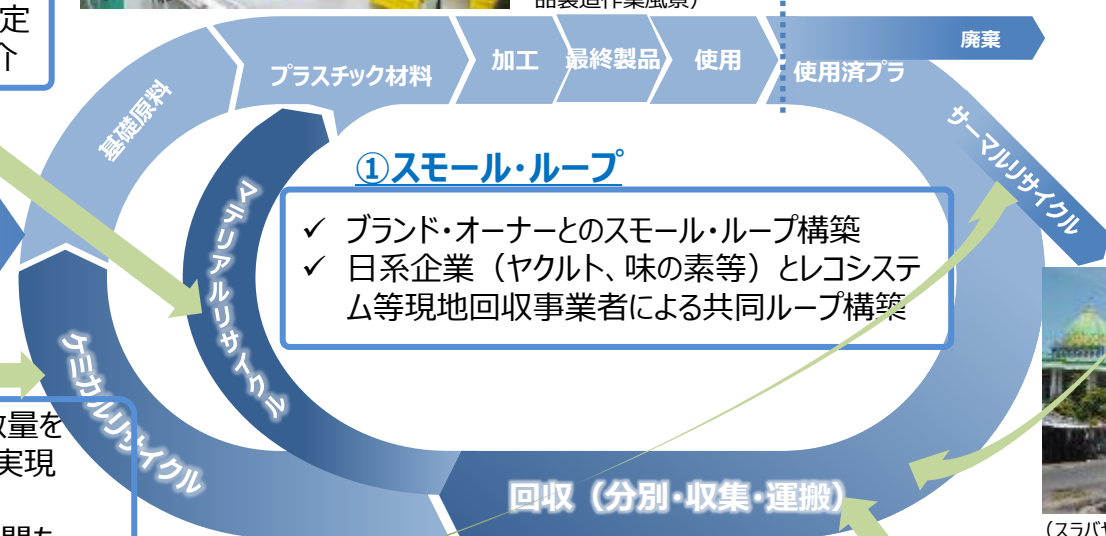 品製造作業風景）
定
介
加工
最終製品
使用
廃棄
プラスチック材料
使用済プラ
基礎原料
サーマルリサイクル
①スモール・ループ
マテリアルリサイクル
✓ ブランド・オーナーとのスモール・ループ構築
✓ 日系企業（ヤクルト、味の素等）とレコシステ
ム等現地回収事業者による共同ループ構築
ケミカルリサイクル
数量を
実現
回収（分別・収集・運搬）
（スラバヤ